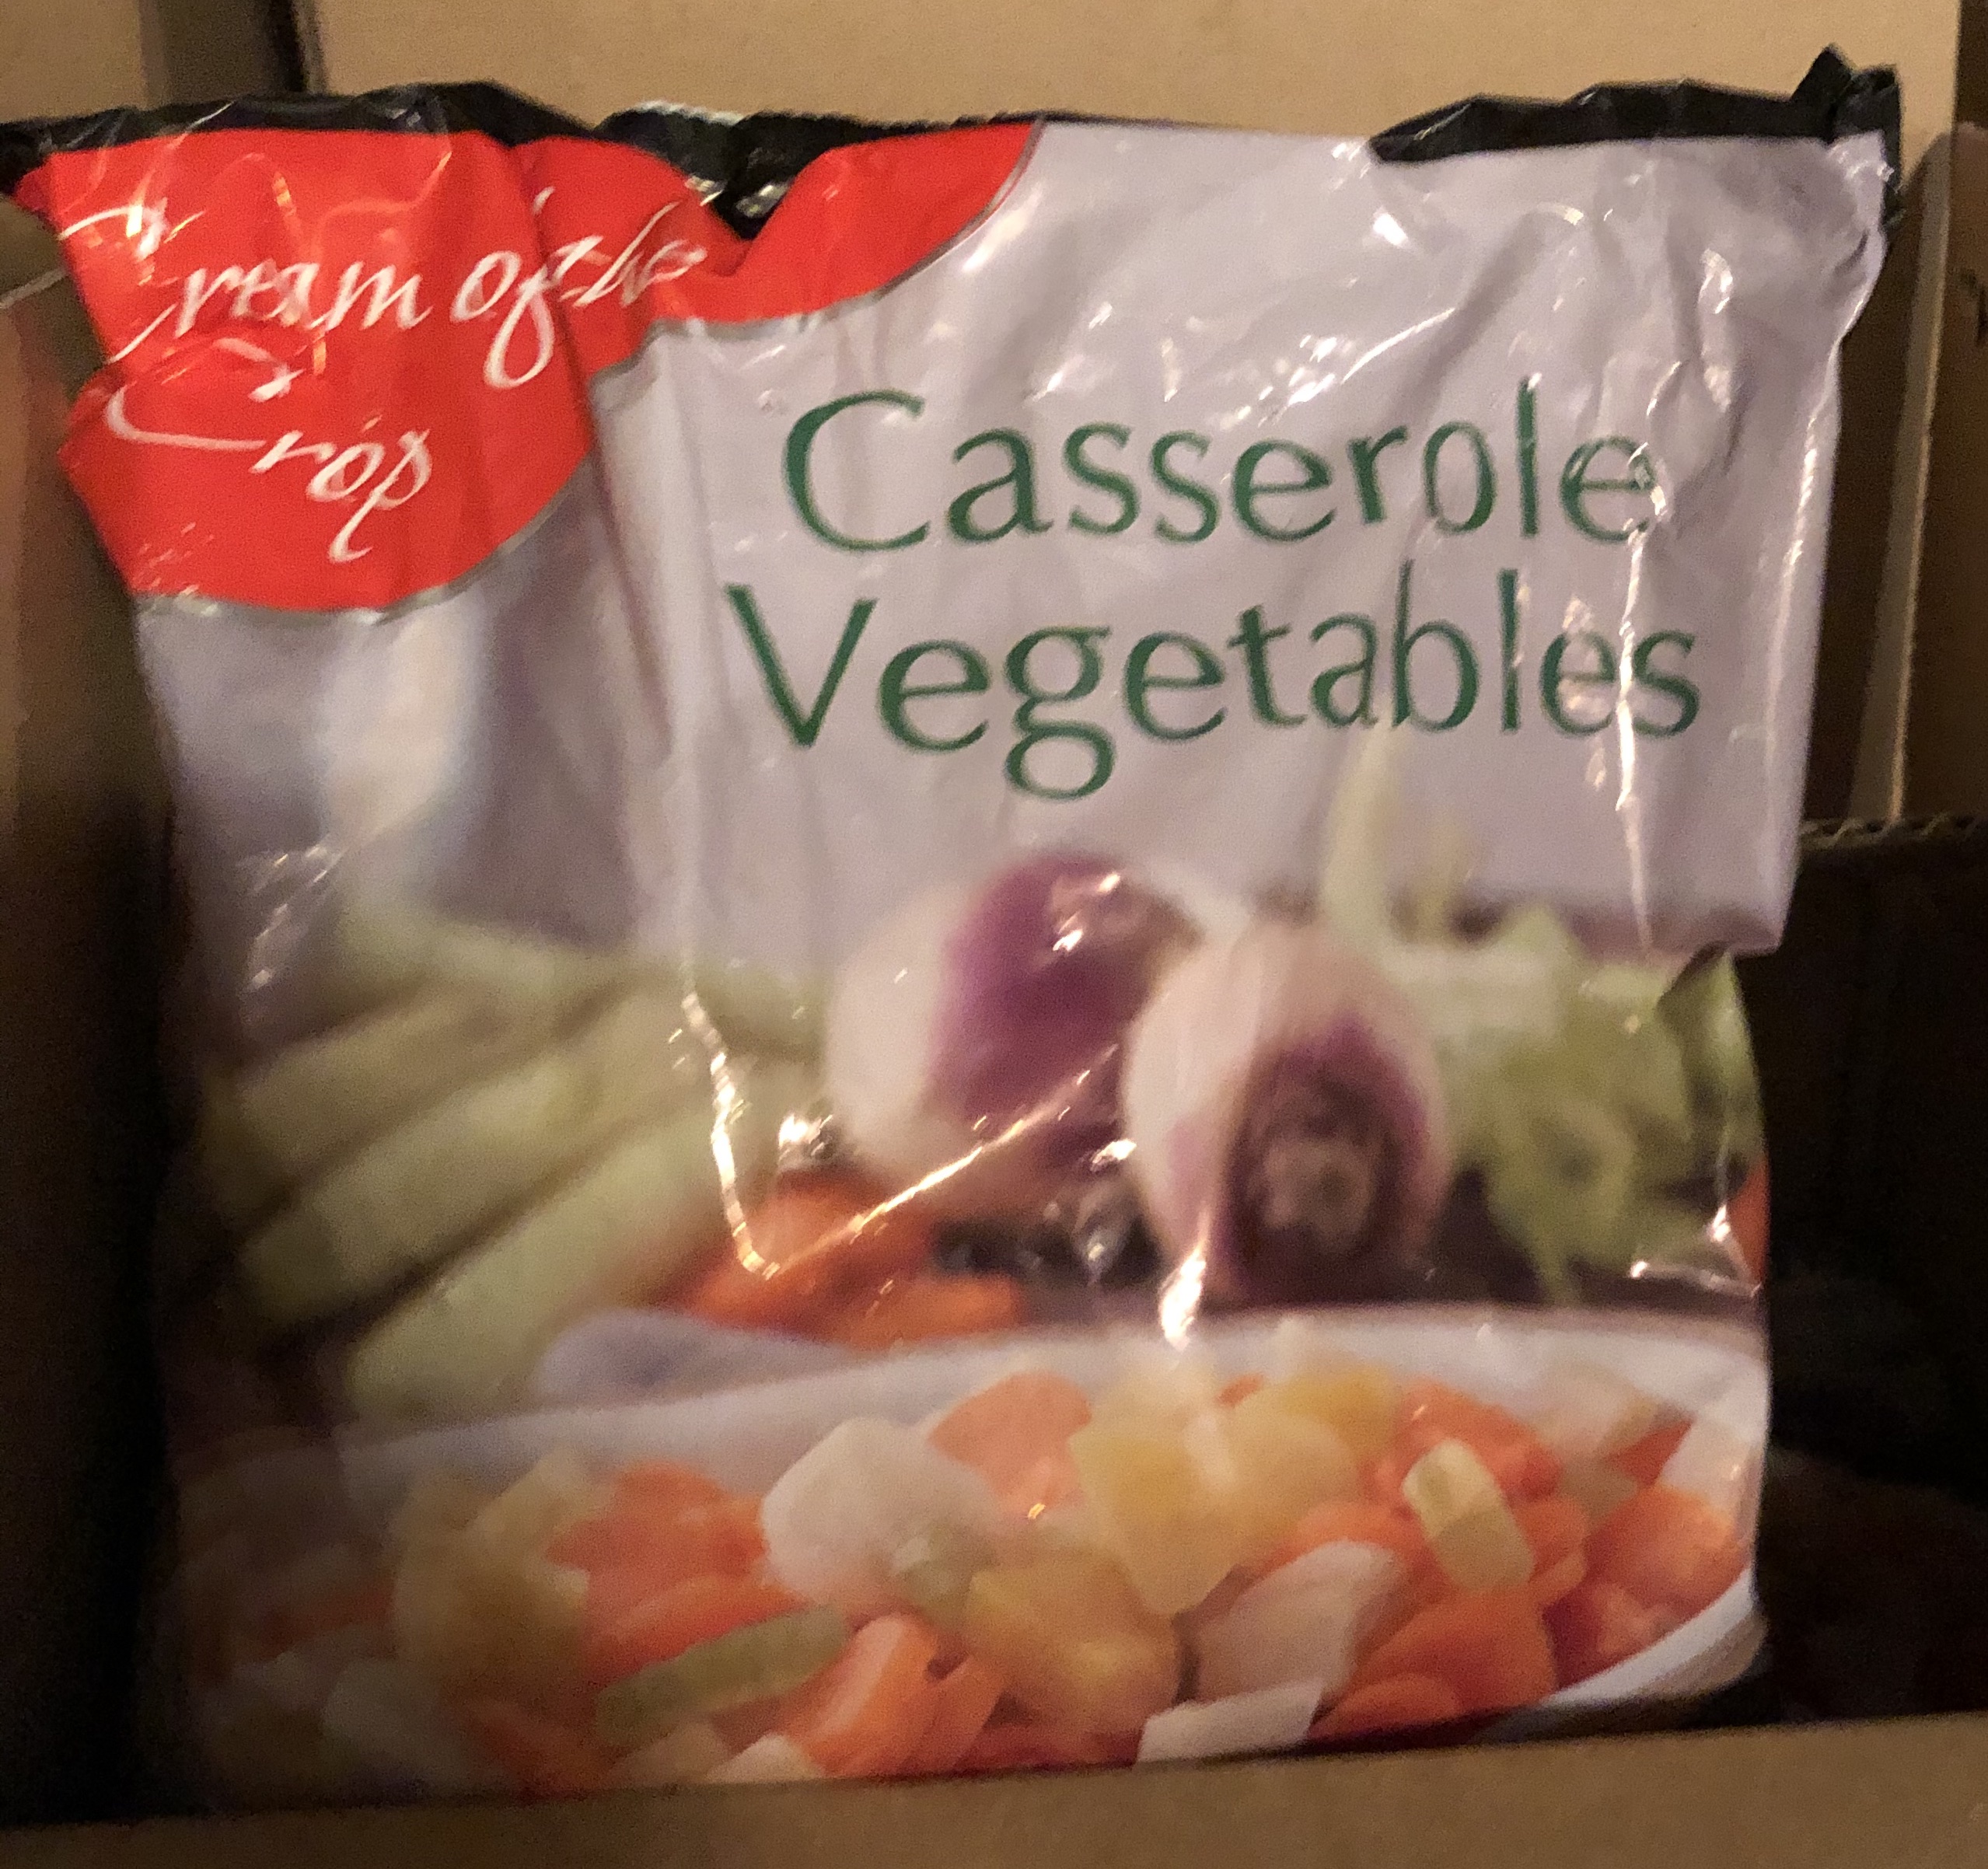 Cream of the
Crop
Casserole
Vegetables